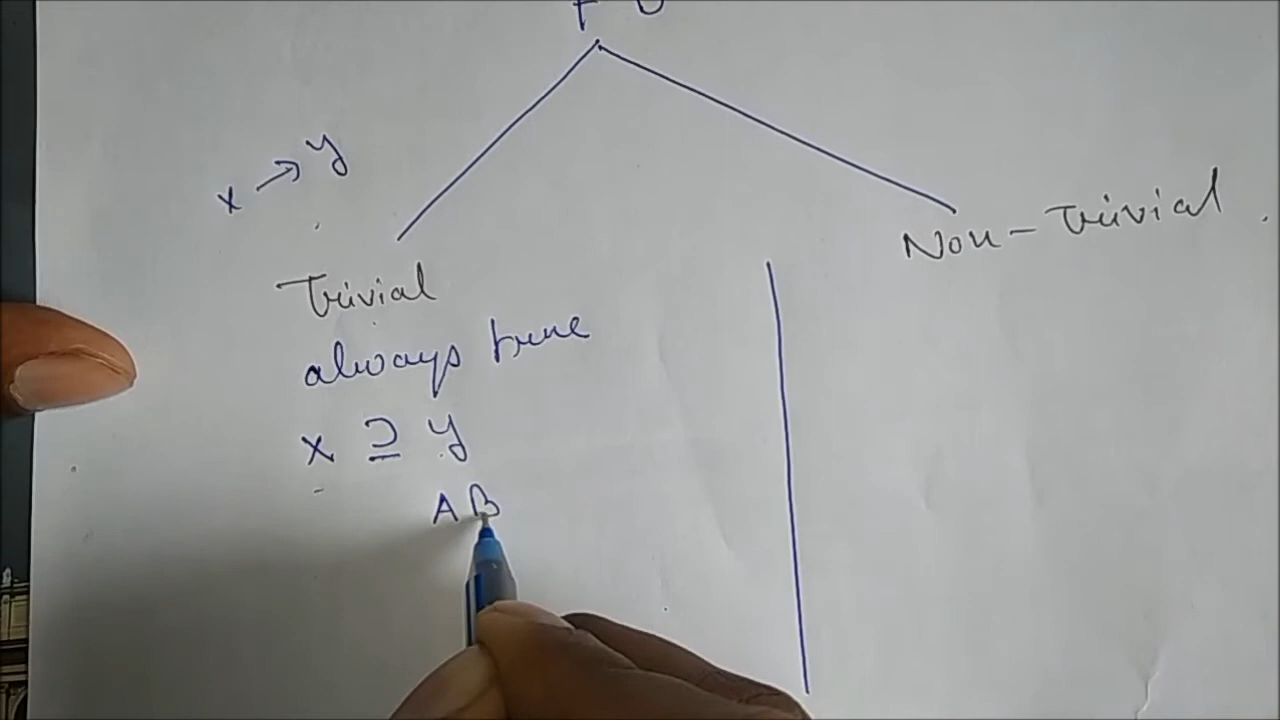 F D
x → y
Non-Trivial
Trivial
always true
x ⊇ y
AB